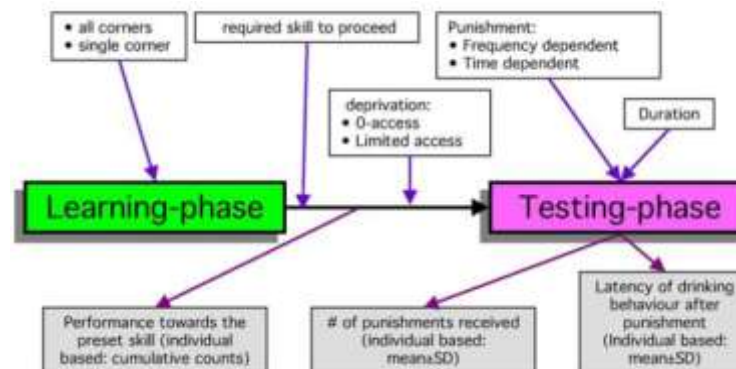 • all corners
• single corner
required skill to proceed
Punishment:
• Frequency dependent
• Time dependent
deprivation:
• 0-access
• Limited access
Duration
Learning-phase
Testing-phase
Performance towards the
preset skill (individual
based: cumulative counts)
# of punishments received
(individual based:
mean±SD)
Latency of drinking
behaviour after
punishment
(Individual based:
mean±SD)